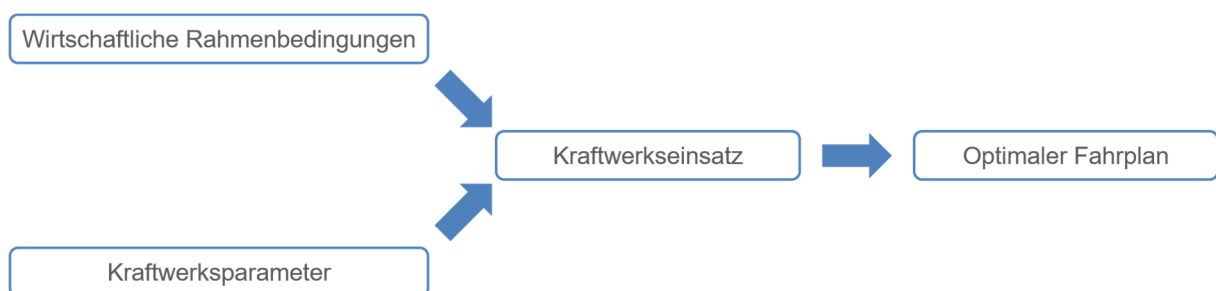 Wirtschaftliche Rahmenbedingungen
Kraftwerkseinsatz
Optimaler Fahrplan
Kraftwerksparameter